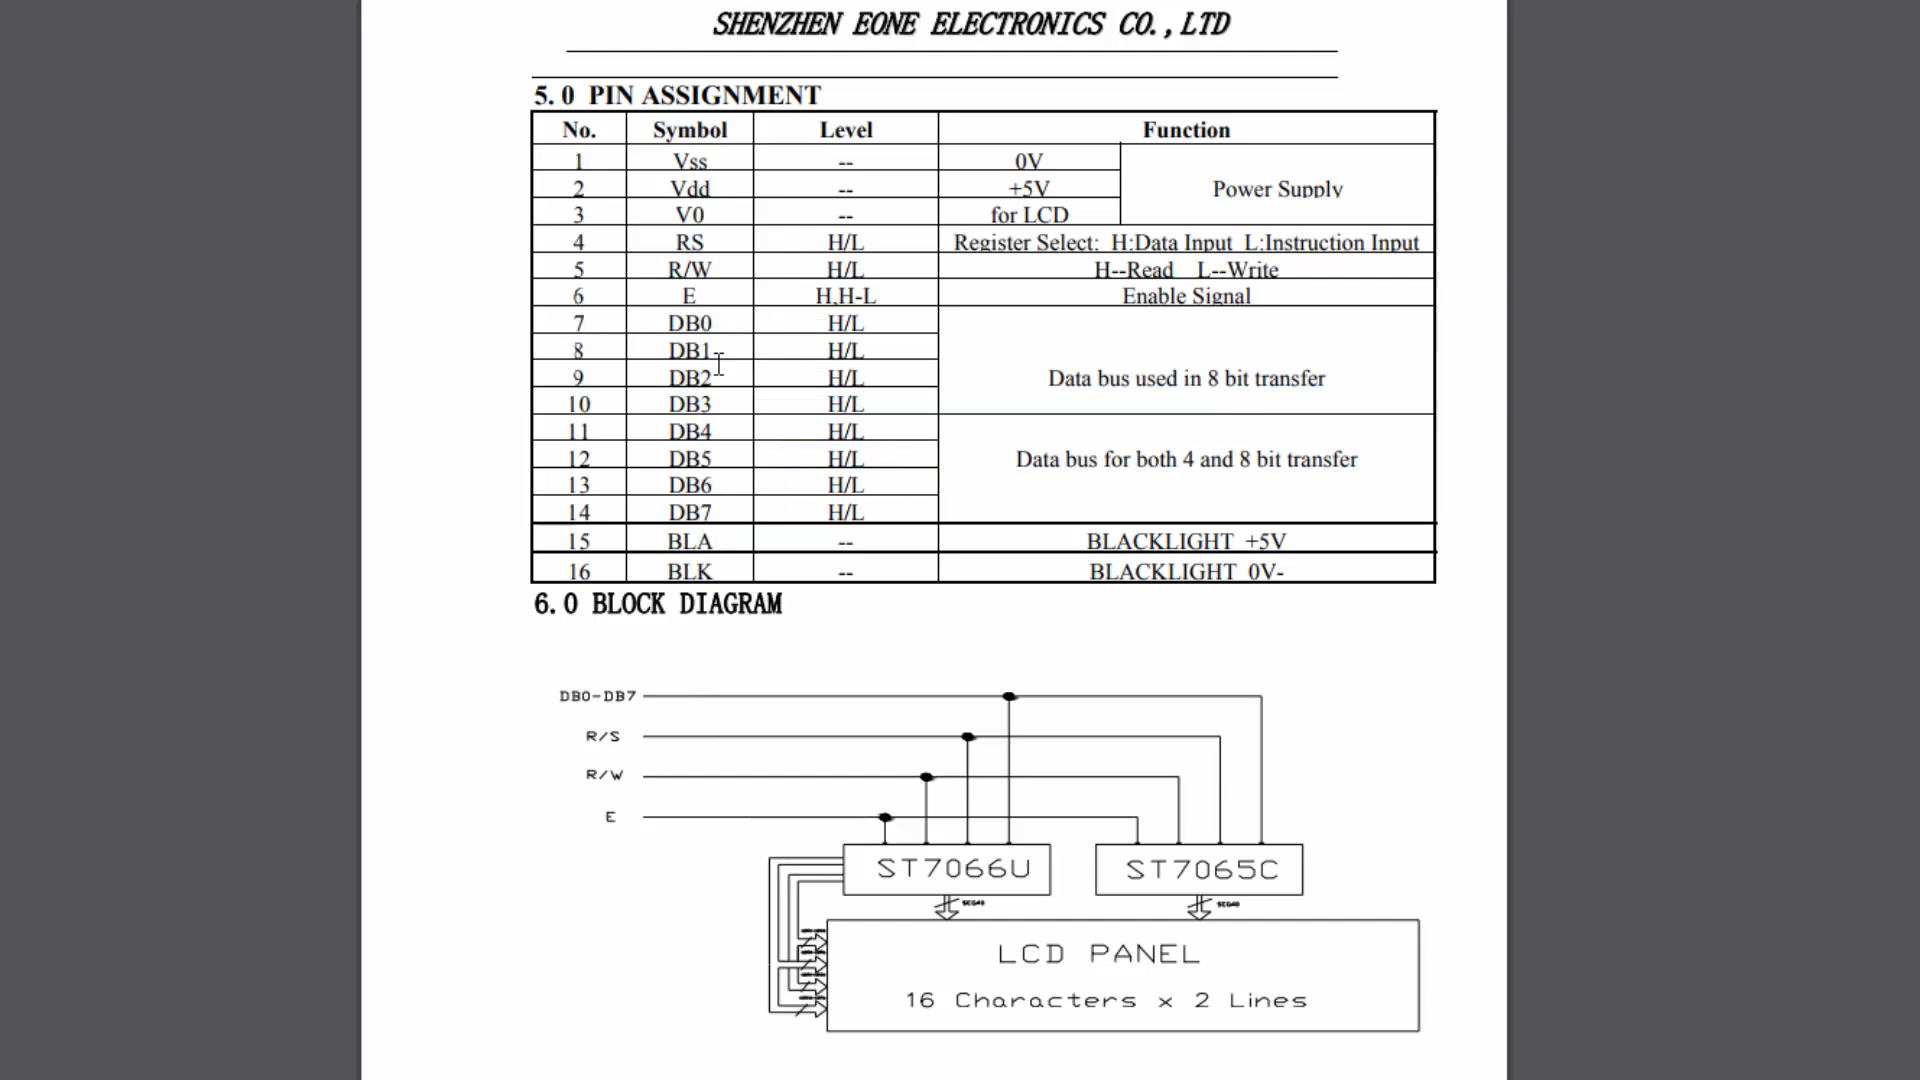 SHENZHEN EONE ELECTRONICS CO.,LTD
5.0 PIN ASSIGNMENT
No. Symbol Level Function
1 Vss -- 0V
2 Vdd -- +5V Power Supply
3 V0 -- for LCD
4 RS H/L Register Select: H:Data Input L:Instruction Input
5 R/W H/L H--Read L--Write
6 E H,H-L Enable Signal
7 DB0 H/L
8 DB1 H/L
9 DB2 H/L Data bus used in 8 bit transfer
10 DB3 H/L
11 DB4 H/L
12 DB5 H/L Data bus for both 4 and 8 bit transfer
13 DB6 H/L
14 DB7 H/L
15 BLA -- BLACKLIGHT +5V
16 BLK -- BLACKLIGHT 0V-
6.0 BLOCK DIAGRAM
DB0-DB7
R/S
R/W
E
ST7066U ST7065C
SEG40 SEG40
LCD PANEL
16 Characters x 2 Lines